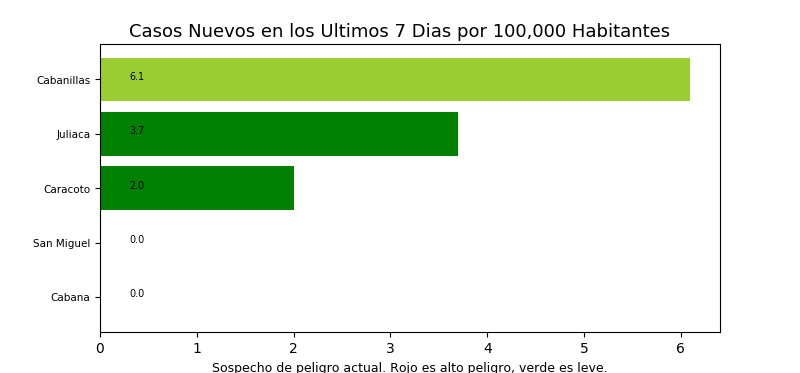 Casos Nuevos en los Ultimos 7 Dias por 100,000 Habitantes
Cabanillas 6.1
Juliaca 3.7
Caracoto 2.0
San Miguel 0.0
Cabana 0.0
0 1 2 3 4 5 6
Sospecho de peligro actual. Rojo es alto peligro, verde es leve.